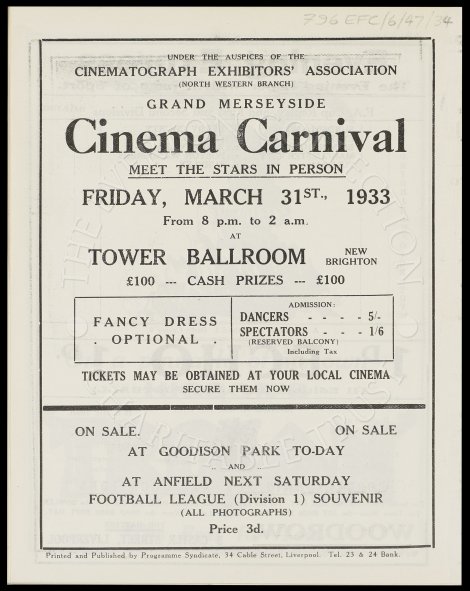 796 EFC/6/47/34
UNDER THE AUSPICES OF THE
CINEMATOGRAPH EXHIBITORS' ASSOCIATION
(NORTH WESTERN BRANCH)
GRAND MERSEYSIDE
Cinema Carnival
MEET THE STARS IN PERSON
FRIDAY, MARCH 31ST., 1933
From 8 p.m. to 2 a.m.
AT
TOWER BALLROOM NEW BRIGHTON
£100 --- CASH PRIZES --- £100
FANCY DRESS
. OPTIONAL .
ADMISSION:
DANCERS - - - - 5/-
SPECTATORS - - - 1/6
(RESERVED BALCONY)
Including Tax
TICKETS MAY BE OBTAINED AT YOUR LOCAL CINEMA
SECURE THEM NOW
ON SALE. ON SALE
AT GOODISON PARK TO-DAY
.. AND ..
AT ANFIELD NEXT SATURDAY
FOOTBALL LEAGUE (Division 1) SOUVENIR
(ALL PHOTOGRAPHS)
Price 3d.
Printed and Published by Programme Syndicate, 34 Cable Street, Liverpool. Tel. 23 & 24 Bank.